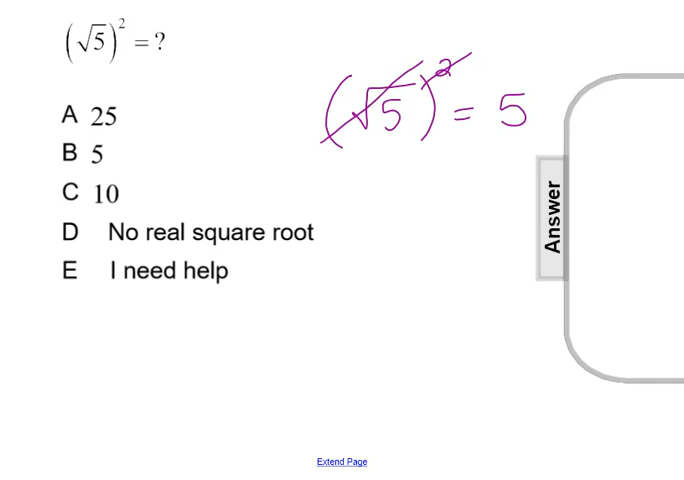 (√5)² = ?
(√5)² = 5
A 25
B 5
C 10
D No real square root
E I need help
Answer
Extend Page